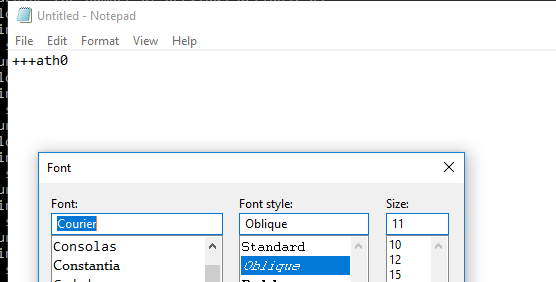 Untitled - Notepad
File Edit Format View Help
+++ath0
Font
Font: Font style: Size:
Courier Oblique 11
Consolas Standard 10
Constantia Oblique 12
15